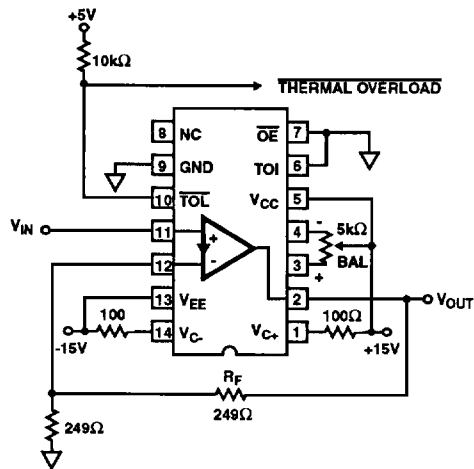 +5V
10kΩ
THERMAL OVERLOAD
8 NC OE 7
9 GND TOI 6
10 TOL VCC 5
VIN 11 + 4 - 5kΩ
12 - 3 + BAL
13 VEE 2 VOUT
-15V 100 14 VC- VC+ 1 100Ω +15V
RF
249Ω
249Ω